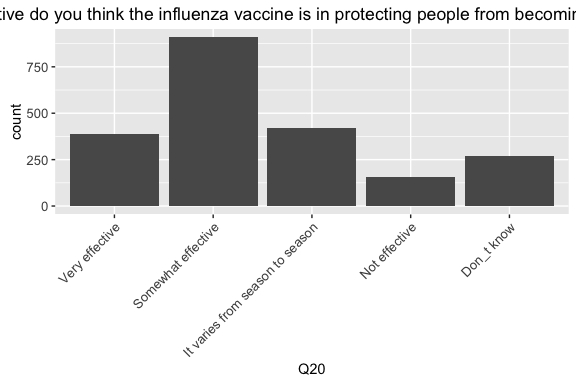 tive do you think the influenza vaccine is in protecting people from becomin
count
750
500
250
0
Very effective
Somewhat effective
It varies from season to season
Not effective
Don_t know
Q20